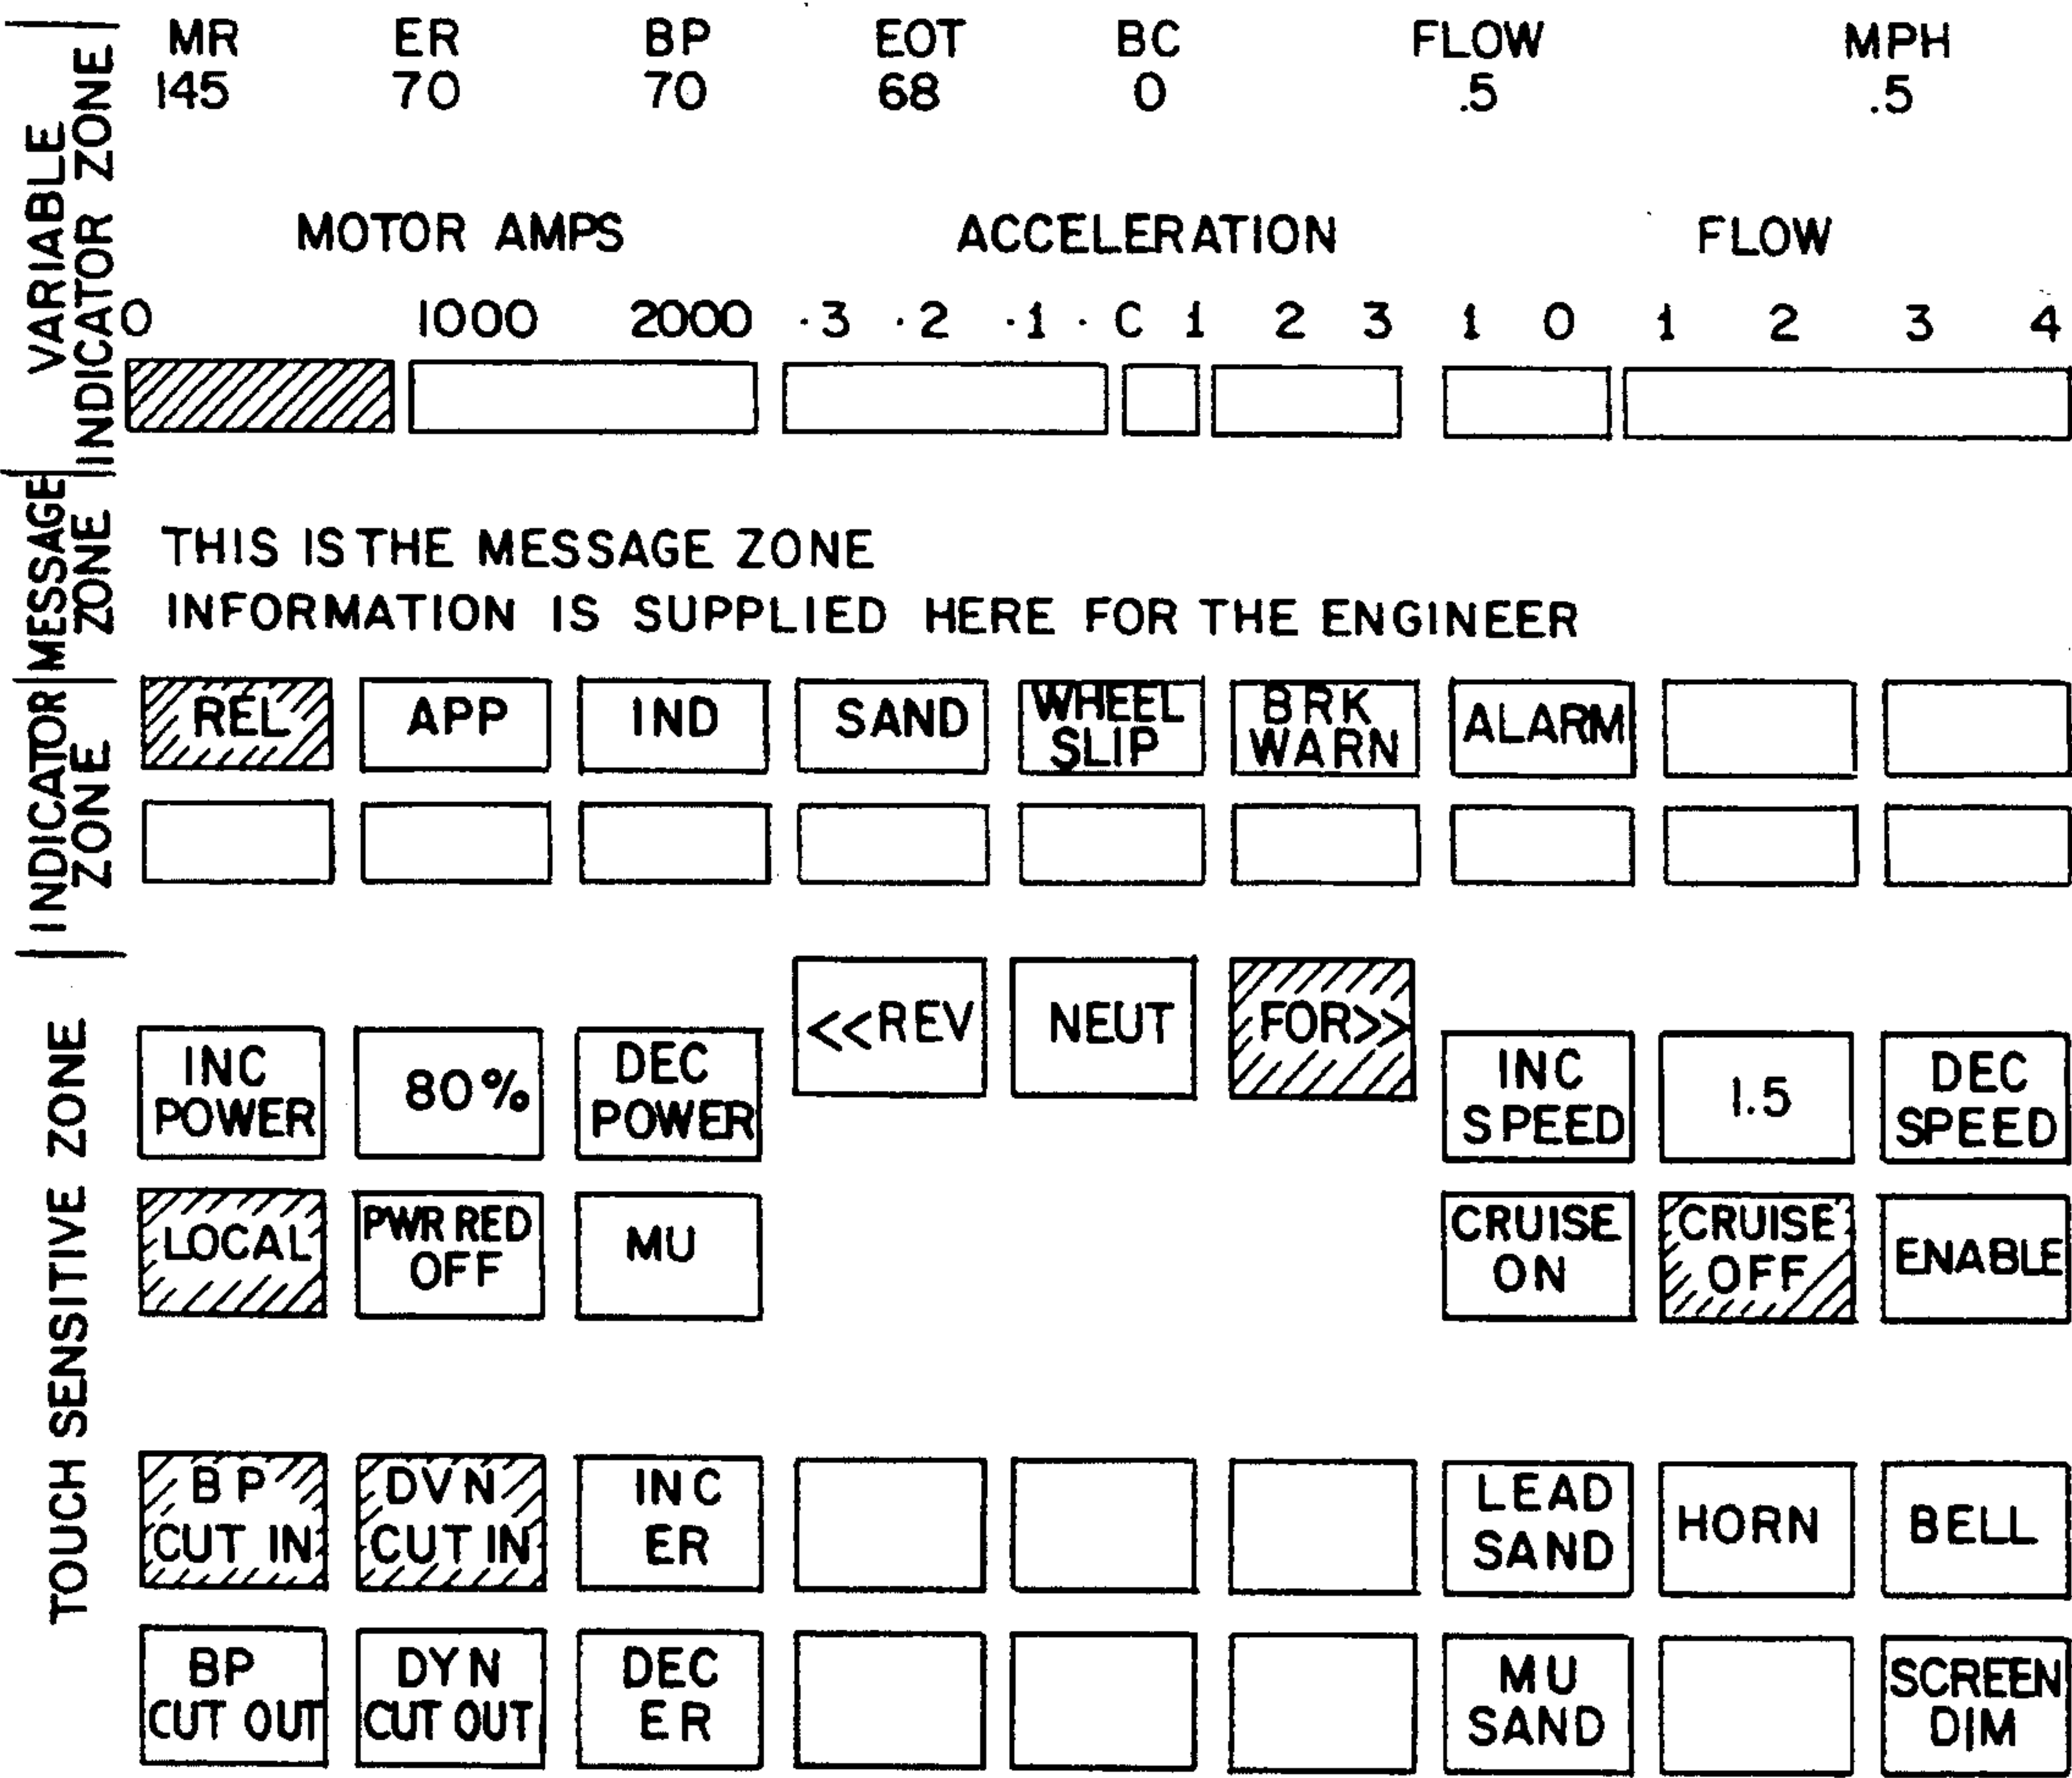 VARIABLE
INDICATOR ZONE
MR ER BP EOT BC FLOW MPH
145 70 70 68 0 .5 .5
MOTOR AMPS ACCELERATION FLOW
0 1000 2000 .3 .2 .1 . C 1 2 3 1 0 1 2 3 4
MESSAGE
ZONE
THIS IS THE MESSAGE ZONE
INFORMATION IS SUPPLIED HERE FOR THE ENGINEER
INDICATOR
ZONE
REL APP IND SAND WHEEL SLIP BRK WARN ALARM
TOUCH SENSITIVE ZONE
<<REV NEUT FOR>>
INC POWER 80% DEC POWER INC SPEED 1.5 DEC SPEED
LOCAL PWR RED OFF MU CRUISE ON CRUISE OFF ENABLE
BP CUT IN DVN CUT IN INC ER LEAD SAND HORN BELL
BP CUT OUT DYN CUT OUT DEC ER MU SAND SCREEN DIM